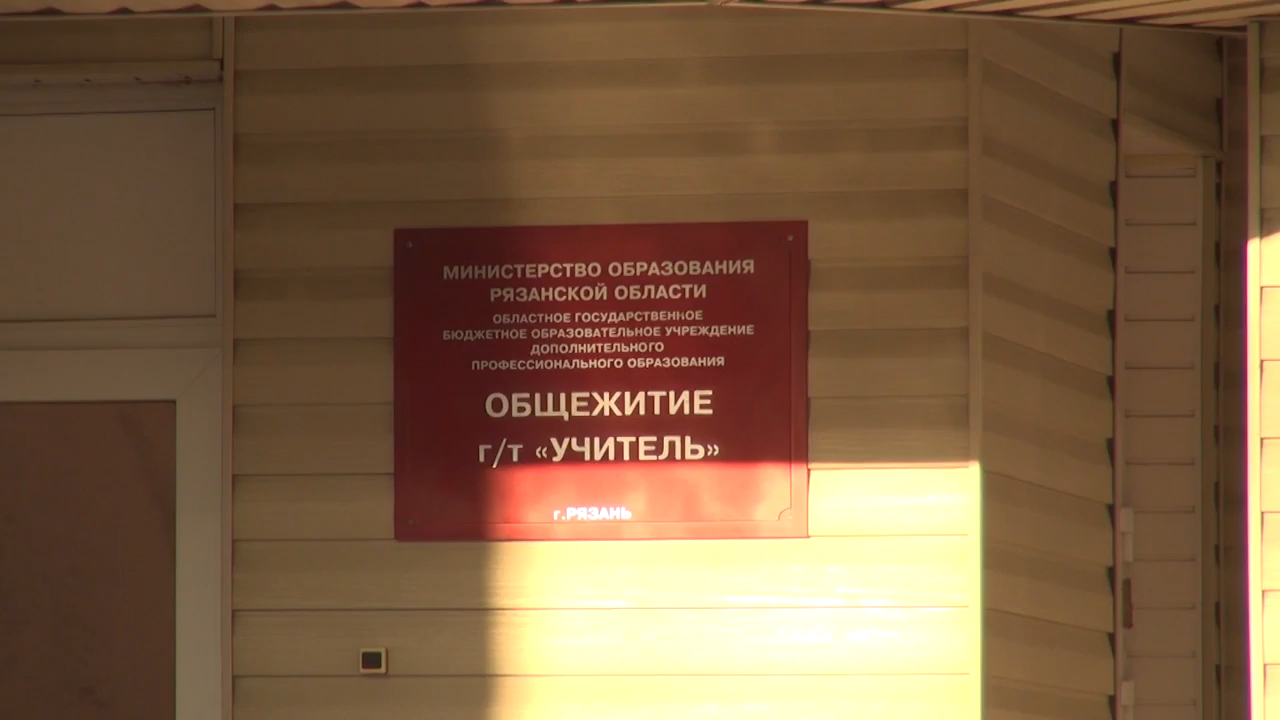 МИНИСТЕРСТВО ОБРАЗОВАНИЯ
РЯЗАНСКОЙ ОБЛАСТИ
ОБЛАСТНОЕ ГОСУДАРСТВЕННОЕ
БЮДЖЕТНОЕ ОБРАЗОВАТЕЛЬНОЕ УЧРЕЖДЕНИЕ
ДОПОЛНИТЕЛЬНОГО
ПРОФЕССИОНАЛЬНОГО ОБРАЗОВАНИЯ
ОБЩЕЖИТИЕ
г/т «УЧИТЕЛЬ»
г.РЯЗАНЬ